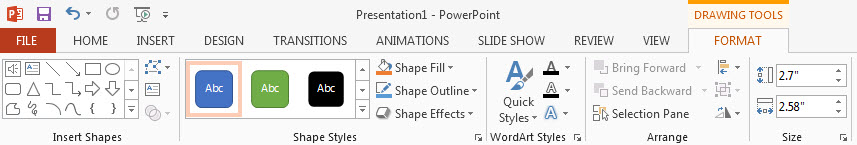 Presentation1 - PowerPoint
DRAWING TOOLS
FILE HOME INSERT DESIGN TRANSITIONS ANIMATIONS SLIDE SHOW REVIEW VIEW FORMAT
Abc Abc Abc
Shape Fill
Shape Outline
Shape Effects
Quick
Styles
A
A
A
A
Bring Forward
Send Backward
Selection Pane
2.7"
2.58"
Insert Shapes
Shape Styles
WordArt Styles
Arrange
Size